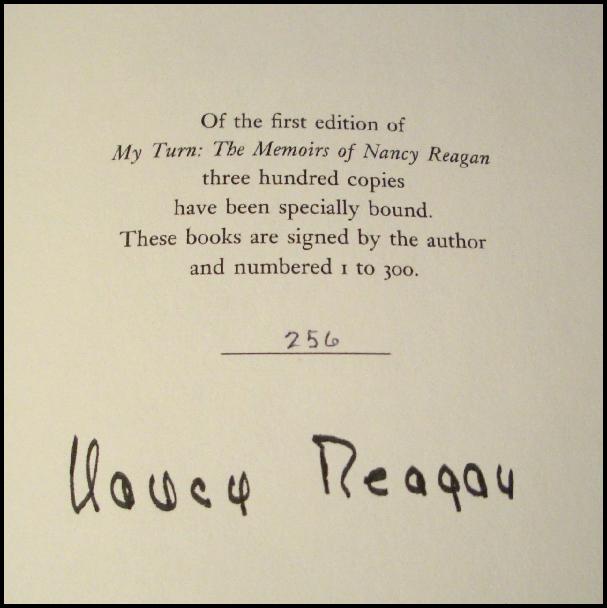 Of the first edition of
My Turn: The Memoirs of Nancy Reagan
three hundred copies
have been specially bound.
These books are signed by the author
and numbered 1 to 300.
256
Nancy Reagan